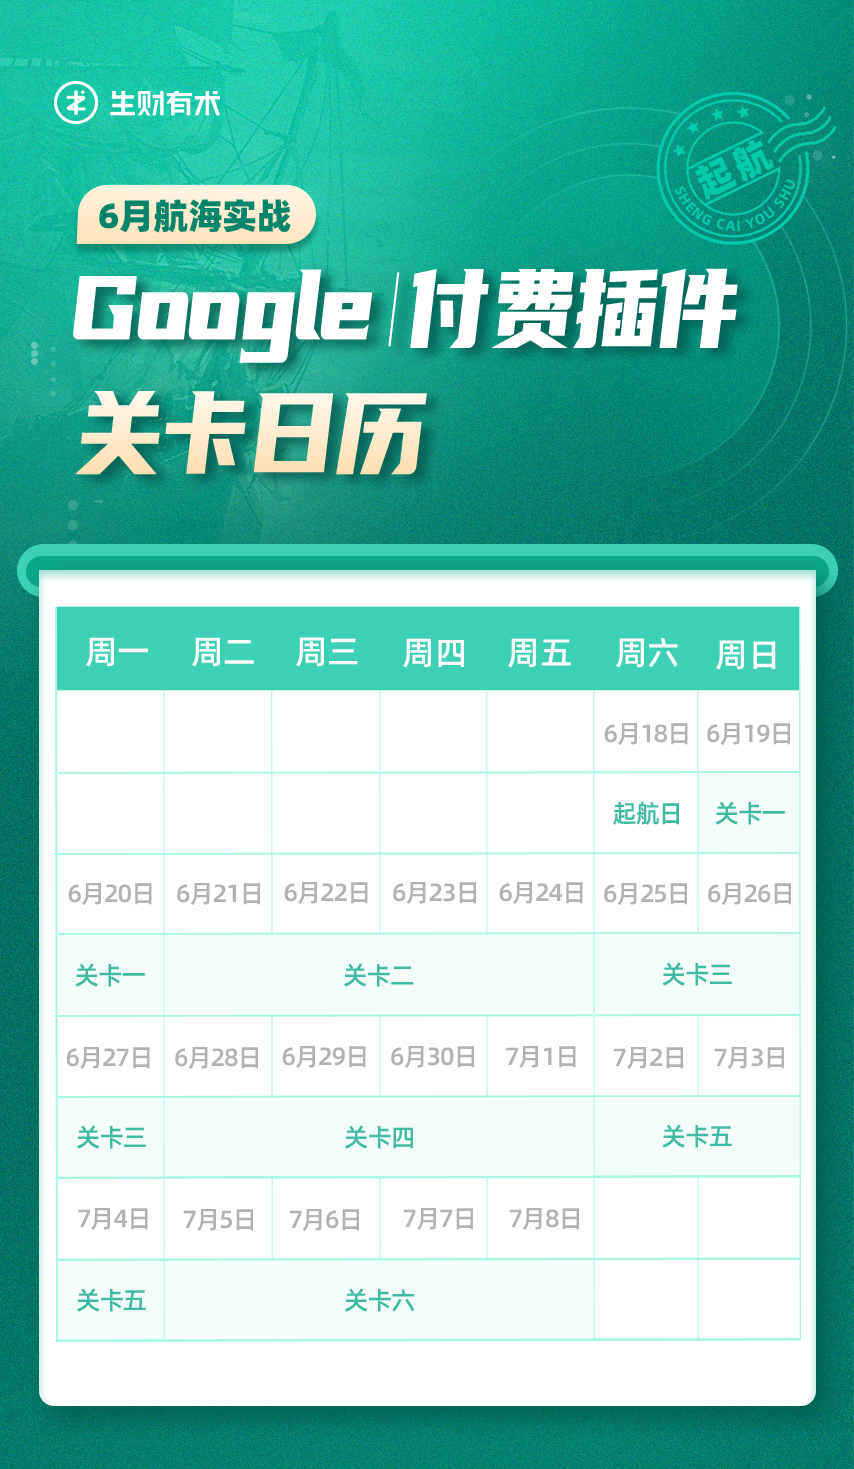 生财有术
起航
SHENG CAI YOU SHU
6月航海实战
Google 付费插件
关卡日历
周一 周二 周三 周四 周五 周六 周日
6月18日 6月19日
起航日 关卡一
6月20日 6月21日 6月22日 6月23日 6月24日 6月25日 6月26日
关卡一 关卡二 关卡三
6月27日 6月28日 6月29日 6月30日 7月1日 7月2日 7月3日
关卡三 关卡四 关卡五
7月4日 7月5日 7月6日 7月7日 7月8日
关卡五 关卡六